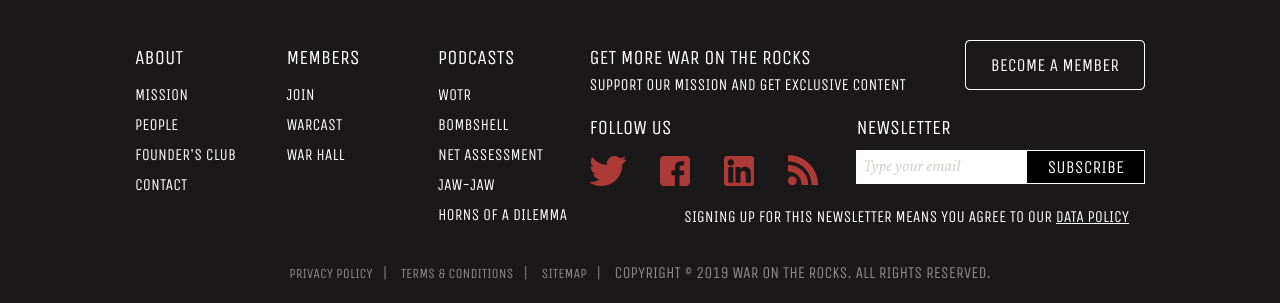 ABOUT
MISSION
PEOPLE
FOUNDER'S CLUB
CONTACT
MEMBERS
JOIN
WARCAST
WAR HALL
PODCASTS
WOTR
BOMBSHELL
NET ASSESSMENT
JAW-JAW
HORNS OF A DILEMMA
GET MORE WAR ON THE ROCKS
SUPPORT OUR MISSION AND GET EXCLUSIVE CONTENT
BECOME A MEMBER
FOLLOW US
NEWSLETTER
Type your email
SUBSCRIBE
SIGNING UP FOR THIS NEWSLETTER MEANS YOU AGREE TO OUR DATA POLICY
PRIVACY POLICY | TERMS & CONDITIONS | SITEMAP | COPYRIGHT © 2019 WAR ON THE ROCKS. ALL RIGHTS RESERVED.